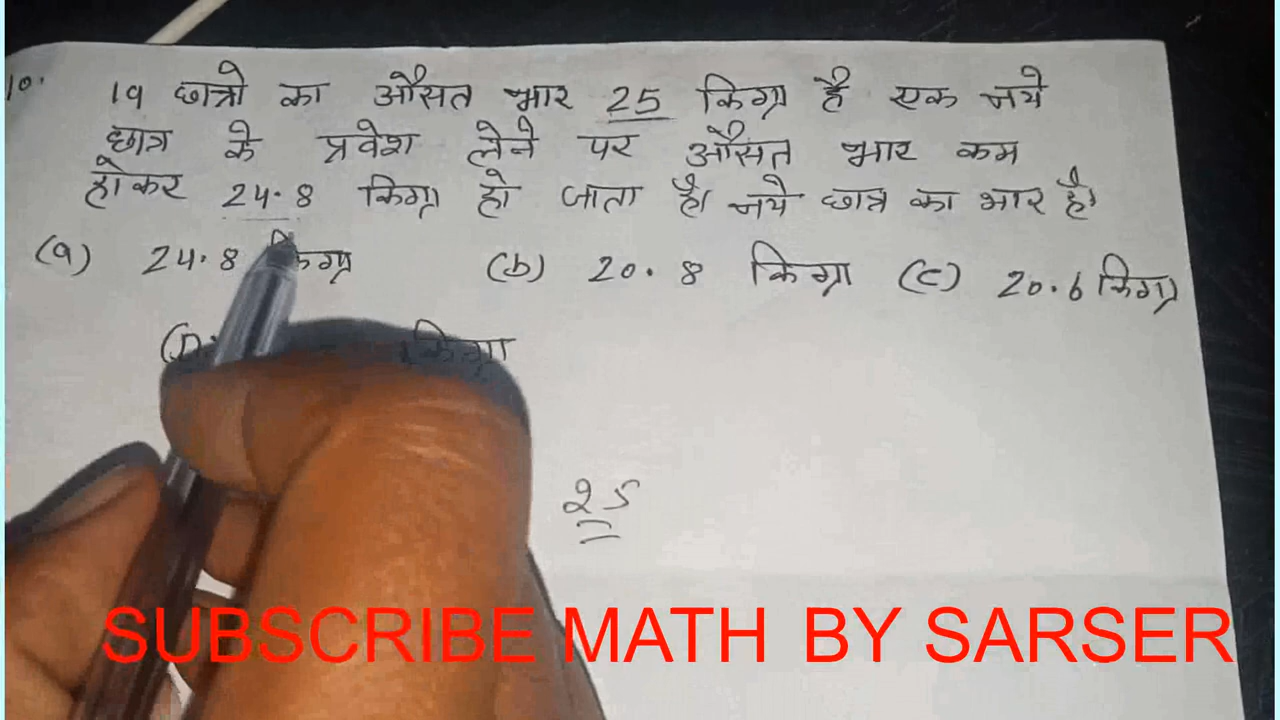 10. 19 छात्रो का औसत भार 25 किग्रा है एक नये
छात्र के प्रवेश लेने पर औसत भार कम
होकर 24.8 किग्रा हो जाता है। नये छात्र का भार है।
(a) 24.8 किग्रा (b) 20.8 किग्रा (c) 20.6 किग्रा
(D) किग्रा
25
SUBSCRIBE MATH BY SARSER